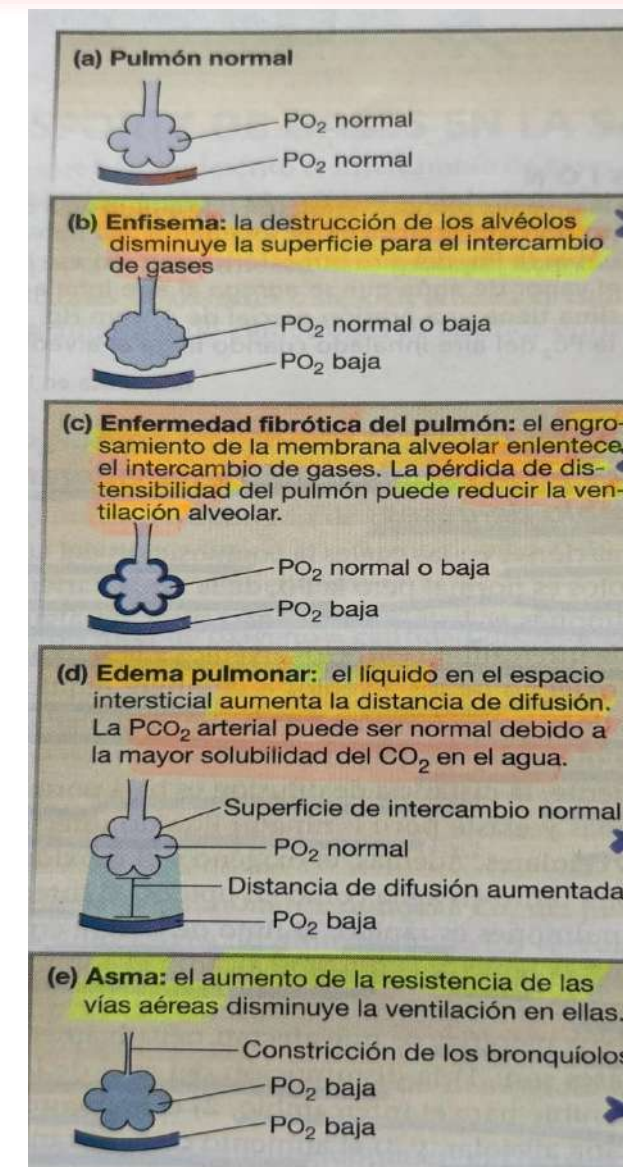 (a) Pulmón normal
PO₂ normal
PO₂ normal
(b) Enfisema: la destrucción de los alvéolos
disminuye la superficie para el intercambio
de gases
PO₂ normal o baja
PO₂ baja
(c) Enfermedad fibrótica del pulmón: el engro-
samiento de la membrana alveolar enlentece
el intercambio de gases. La pérdida de dis-
tensibilidad del pulmón puede reducir la ven-
tilación alveolar.
PO₂ normal o baja
PO₂ baja
(d) Edema pulmonar: el líquido en el espacio
intersticial aumenta la distancia de difusión.
La PCO₂ arterial puede ser normal debido a
la mayor solubilidad del CO₂ en el agua.
Superficie de intercambio normal
PO₂ normal
Distancia de difusión aumentada
PO₂ baja
(e) Asma: el aumento de la resistencia de las
vías aéreas disminuye la ventilación en ellas.
Constricción de los bronquíolos
PO₂ baja
PO₂ baja